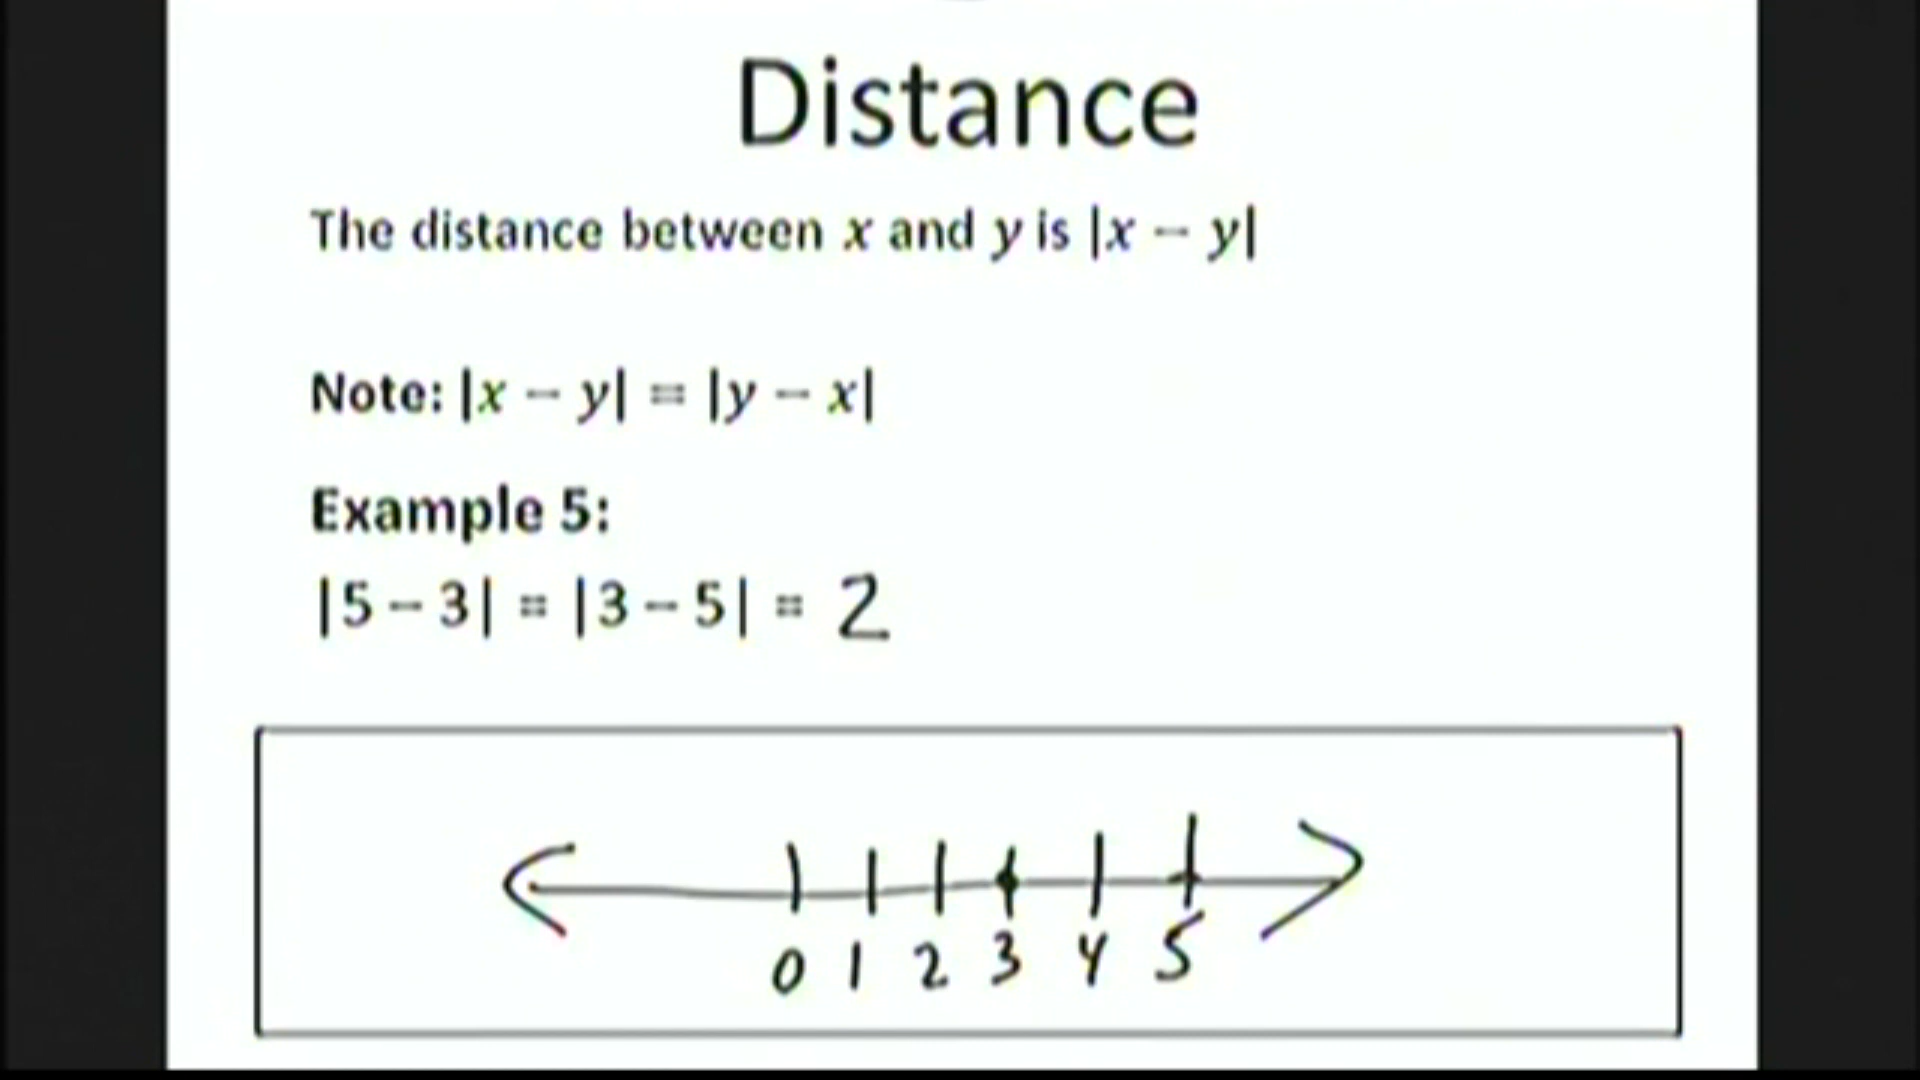 Distance
The distance between x and y is |x − y|
Note: |x − y| = |y − x|
Example 5:
|5 − 3| = |3 − 5| = 2
0 1 2 3 4 5